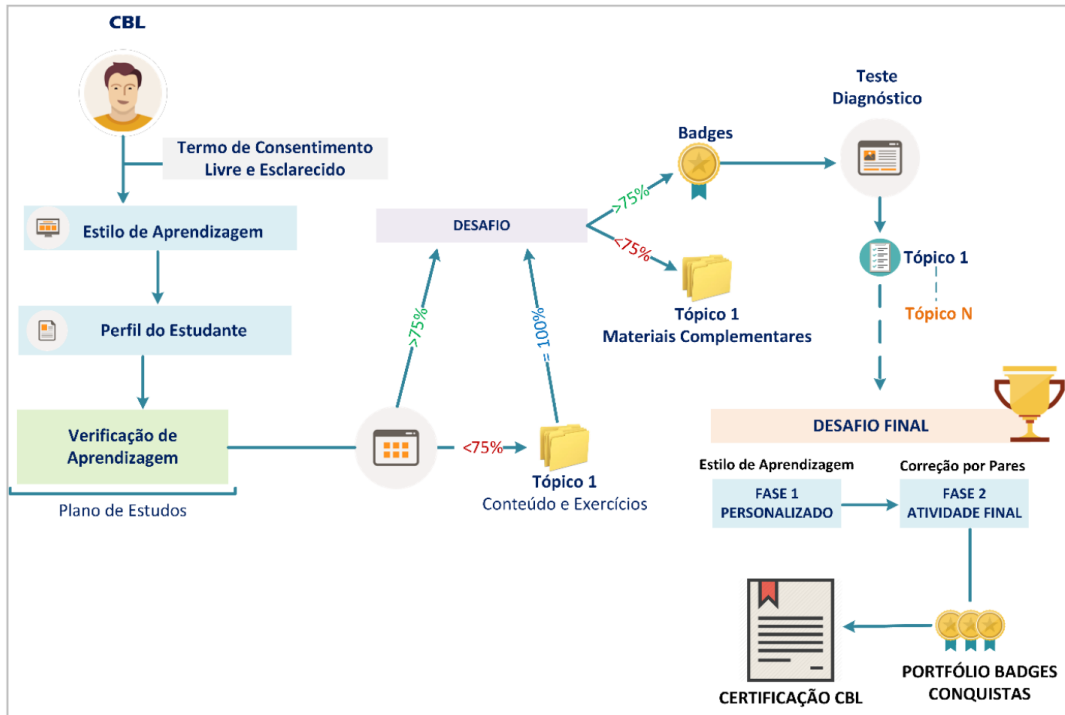 CBL
Termo de Consentimento
Livre e Esclarecido
Estilo de Aprendizagem
Perfil do Estudante
Verificação de
Aprendizagem
Plano de Estudos
>75%
<75%
Tópico 1
Conteúdo e Exercícios
= 100%
DESAFIO
>75%
<75%
Badges
Tópico 1
Materiais Complementares
Teste
Diagnóstico
Tópico 1
Tópico N
DESAFIO FINAL
Estilo de Aprendizagem
FASE 1
PERSONALIZADO
Correção por Pares
FASE 2
ATIVIDADE FINAL
PORTFÓLIO BADGES
CONQUISTAS
CERTIFICAÇÃO CBL